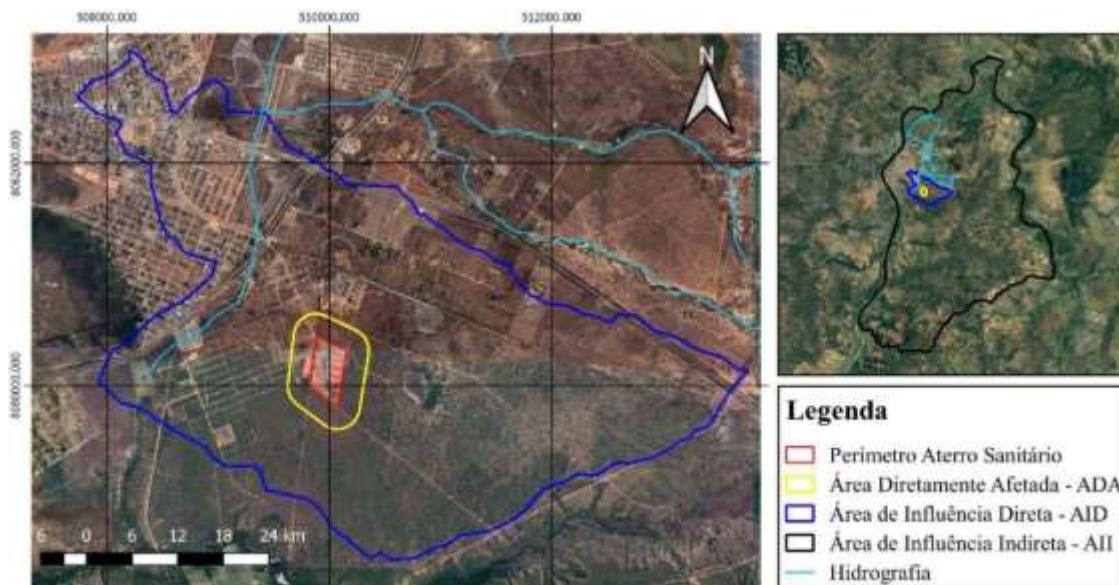 508000.000
510000.000
512000.000
8062000.000
8060000.000
N
6 0 6 12 18 24 km
Legenda
Perímetro Aterro Sanitário
Área Diretamente Afetada - ADA
Área de Influência Direta - AID
Área de Influência Indireta - AII
Hidrografia